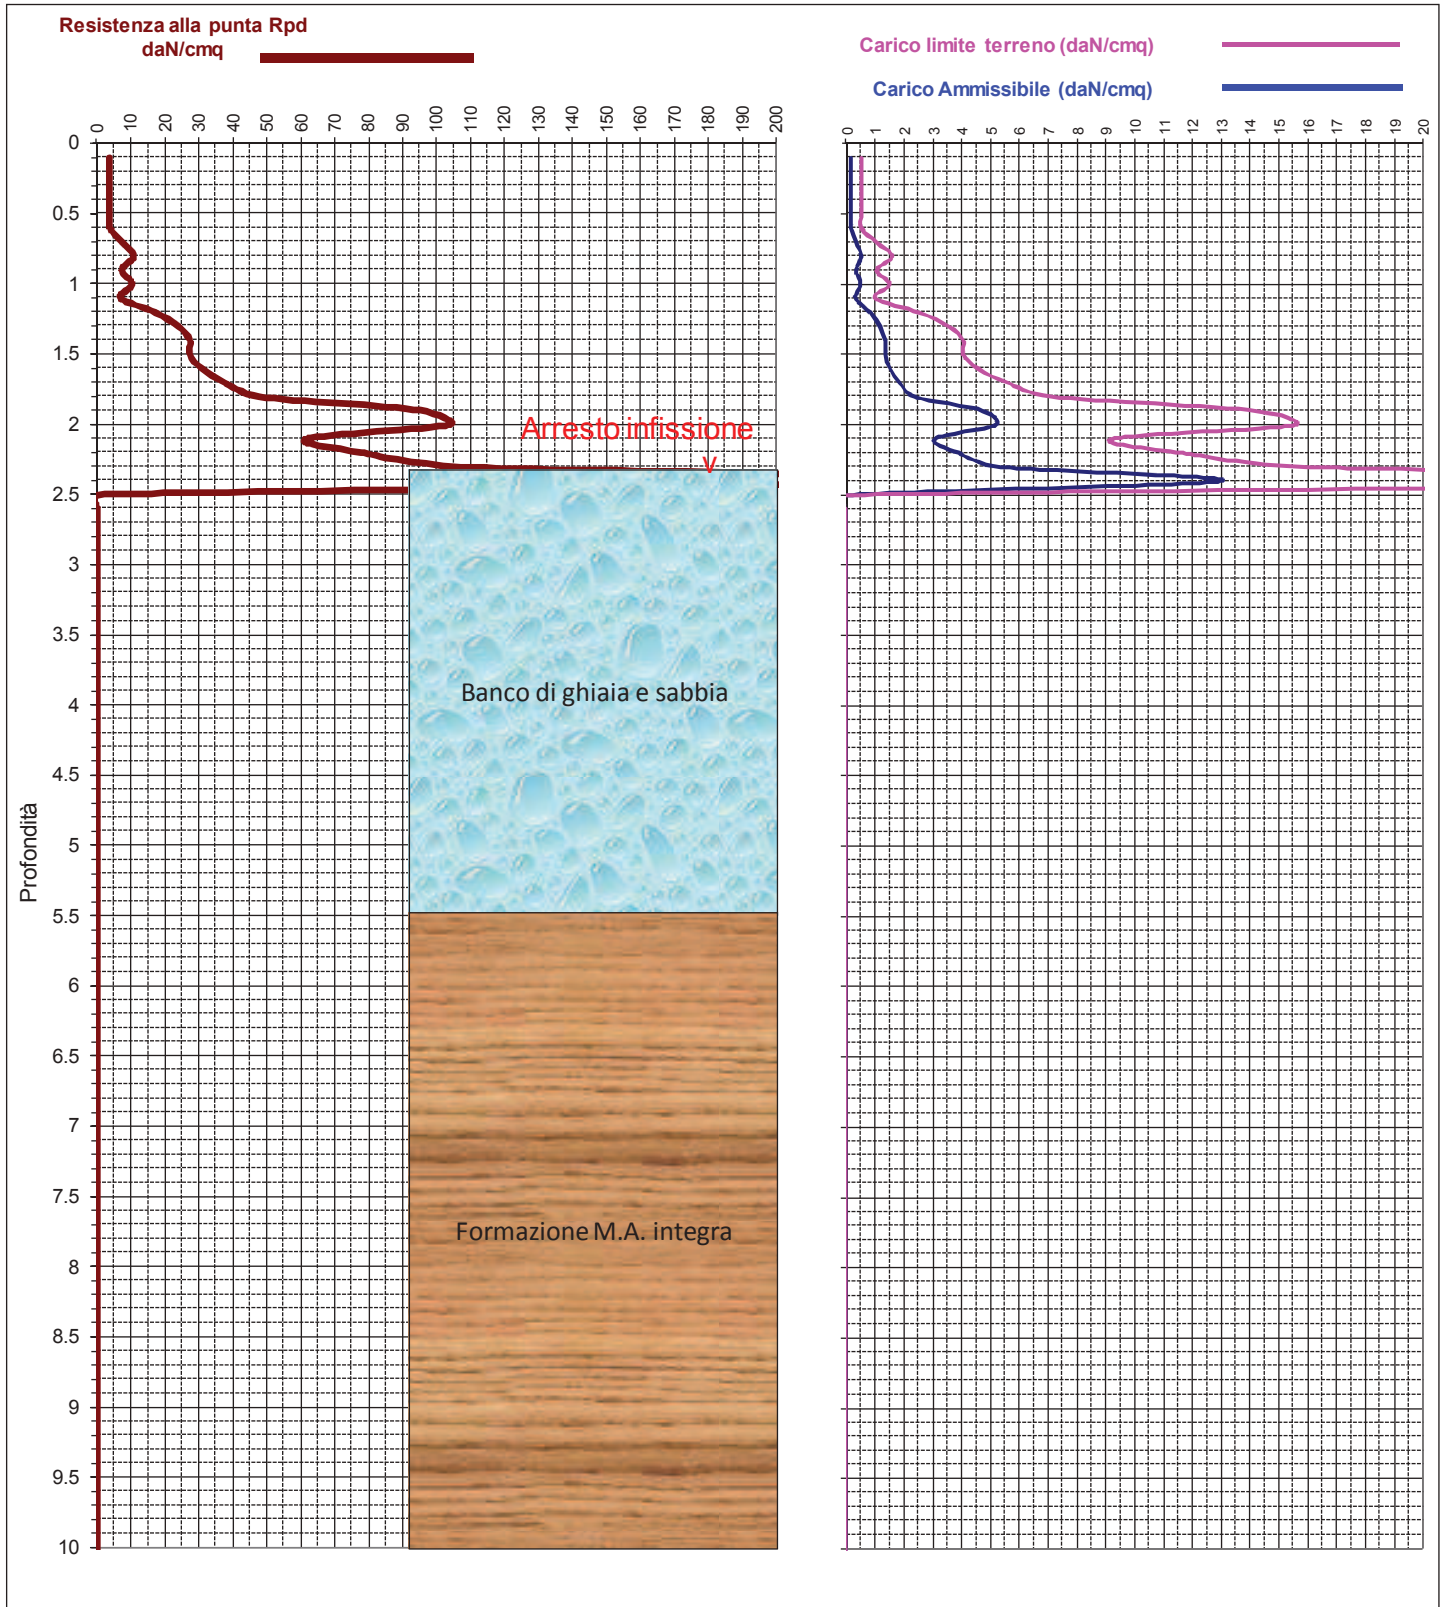 Resistenza alla punta Rpd
daN/cmq
Carico limite terreno (daN/cmq)
Carico Ammissibile (daN/cmq)
0 10 20 30 40 50 60 70 80 90 100 110 120 130 140 150 160 170 180 190 200
0 1 2 3 4 5 6 7 8 9 10 11 12 13 14 15 16 17 18 19 20
0
0.5
1
1.5
2
2.5
3
3.5
4
4.5
5
5.5
6
6.5
7
7.5
8
8.5
9
9.5
10
Profondità
Arresto infissione
v
Banco di ghiaia e sabbia
Formazione M.A. integra